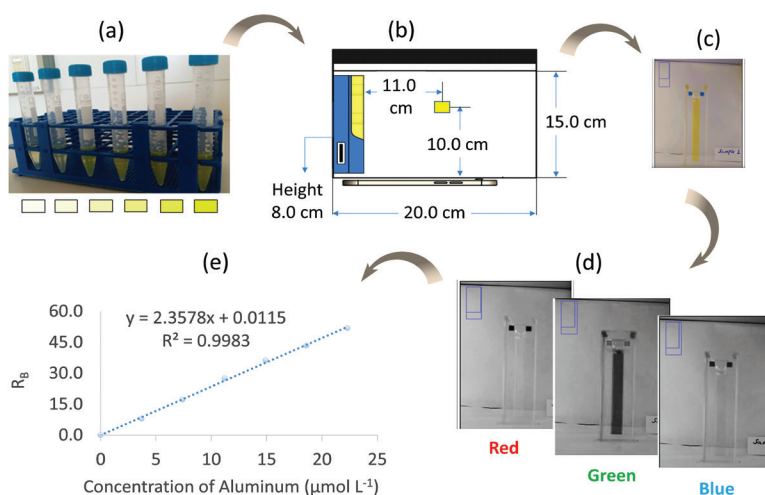 (a)
(b)
(c)
11.0
cm
10.0 cm
15.0 cm
Height
8.0 cm
20.0 cm
Sample 1
(e)
(d)
y = 2.3578x + 0.0115
R² = 0.9983
60.0
45.0
30.0
15.0
0.0
R_B
0
5
10
15
20
25
Concentration of Aluminum (µmol L⁻¹)
Red
Green
Blue